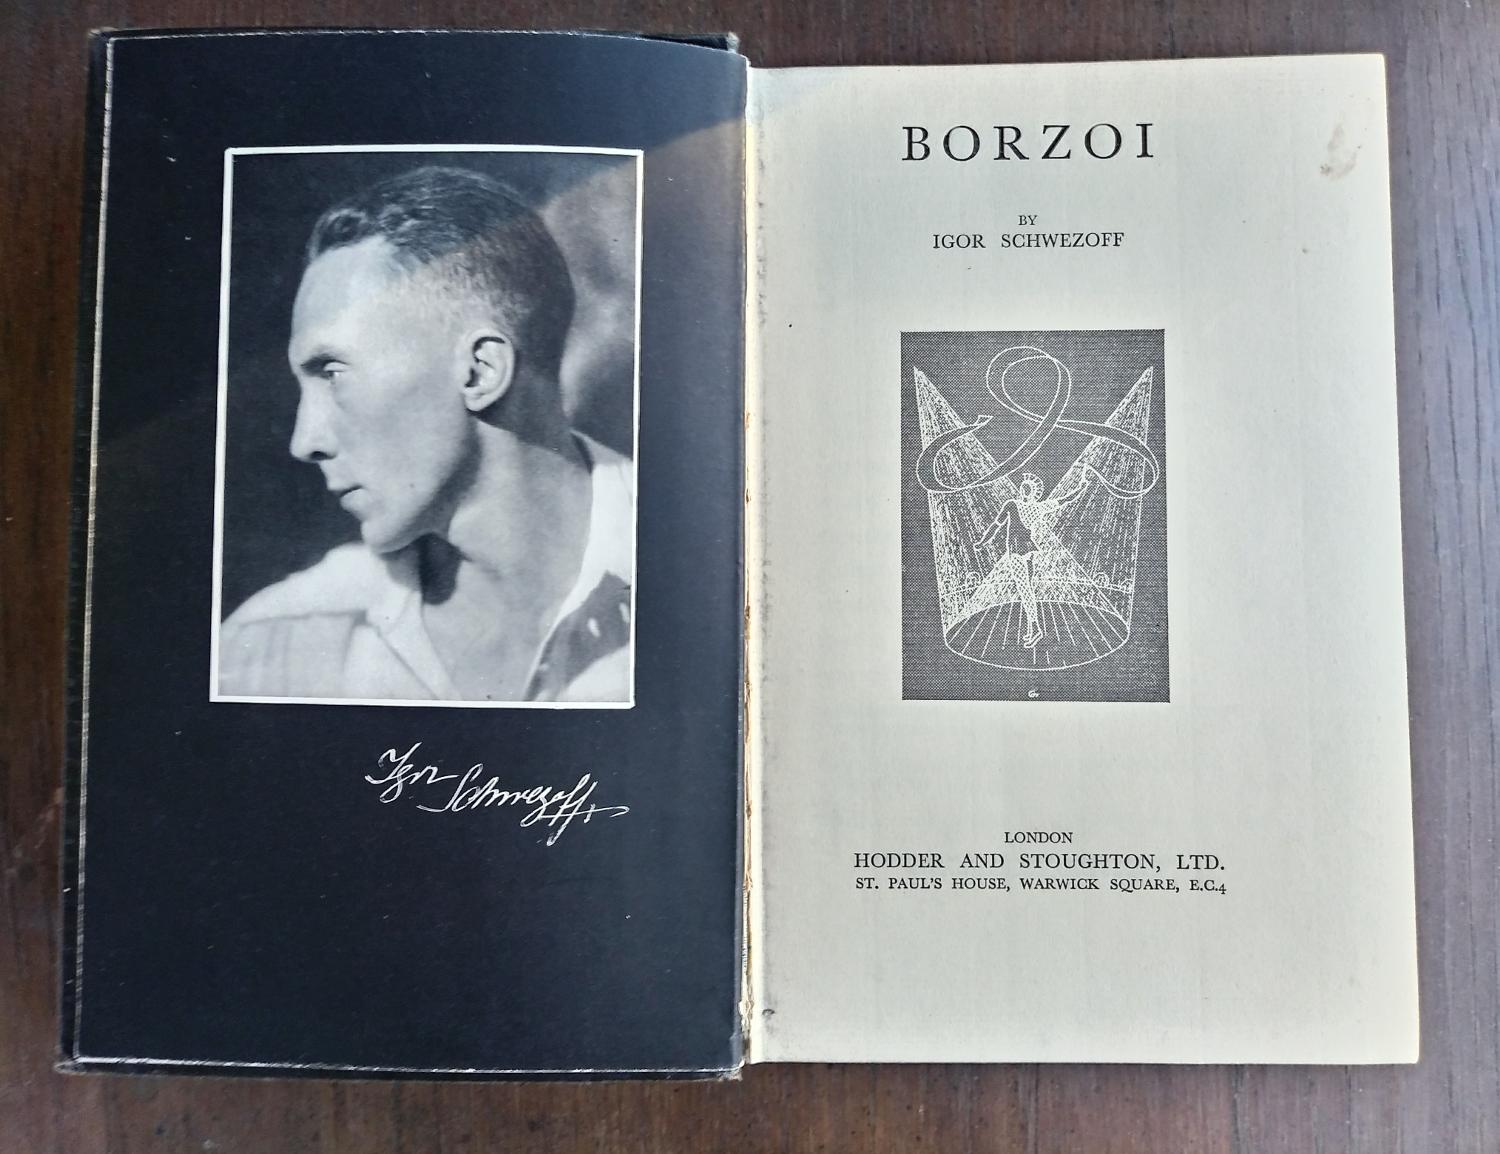 Igor Schwezoff
BORZOI
BY
IGOR SCHWEZOFF
LONDON
HODDER AND STOUGHTON, LTD.
ST. PAUL'S HOUSE, WARWICK SQUARE, E.C.4